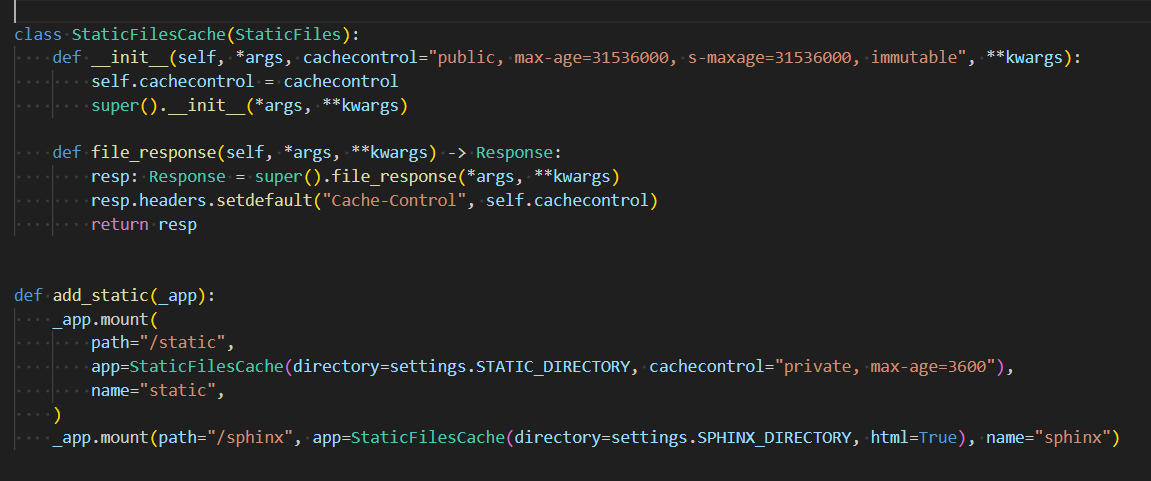 class StaticFilesCache(StaticFiles):
    def __init__(self, *args, cachecontrol="public, max-age=31536000, s-maxage=31536000, immutable", **kwargs):
        self.cachecontrol = cachecontrol
        super().__init__(*args, **kwargs)

    def file_response(self, *args, **kwargs) -> Response:
        resp: Response = super().file_response(*args, **kwargs)
        resp.headers.setdefault("Cache-Control", self.cachecontrol)
        return resp


def add_static(_app):
    _app.mount(
        path="/static",
        app=StaticFilesCache(directory=settings.STATIC_DIRECTORY, cachecontrol="private, max-age=3600"),
        name="static",
    )
    _app.mount(path="/sphinx", app=StaticFilesCache(directory=settings.SPHINX_DIRECTORY, html=True), name="sphinx")